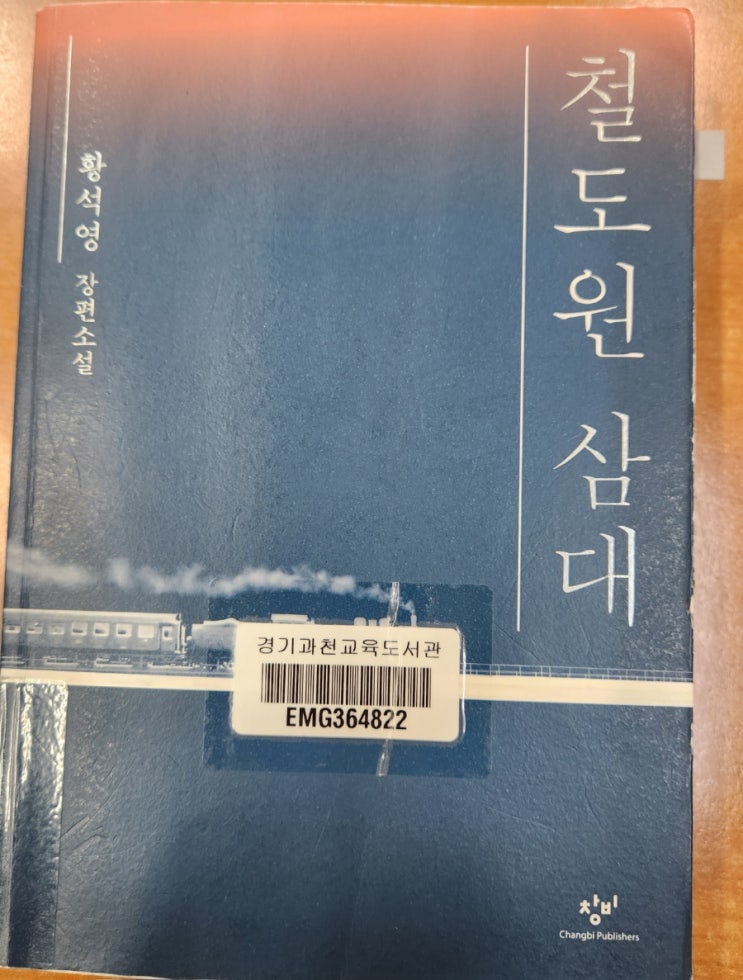 철도원 삼대
황석영 장편소설
경기과천교육도서관
EMG364822
창비
Changbi Publishers